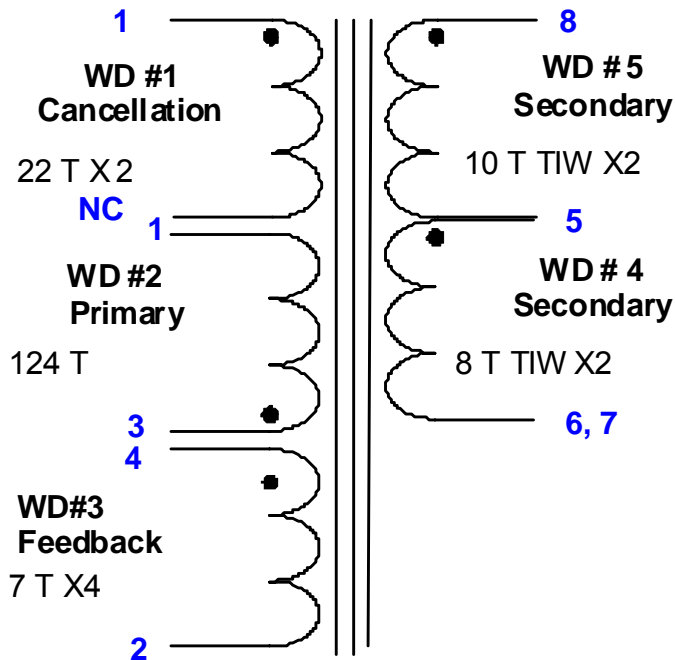 1
WD #1
Cancellation
22 T X 2
NC
1
WD #2
Primary
124 T
3
4
WD#3
Feedback
7 T X4
2
8
WD # 5
Secondary
10 T TIW X2
5
WD # 4
Secondary
8 T TIW X2
6, 7